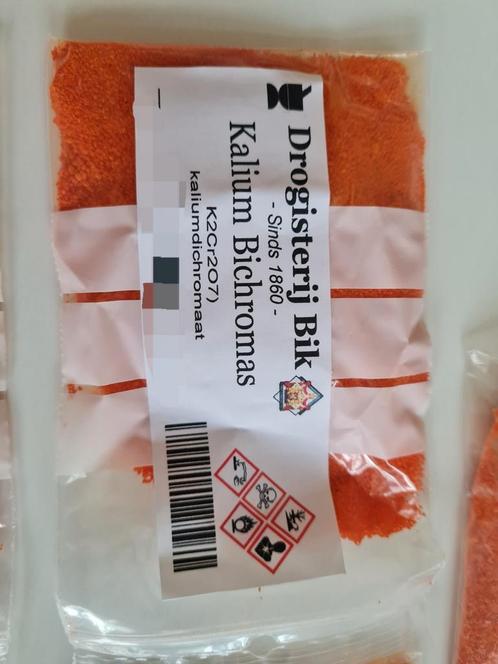 Drogisterij Bik
- Sinds 1860 -
Kalium Bichromas
K2Cr2O7)
kaliumdichromaat